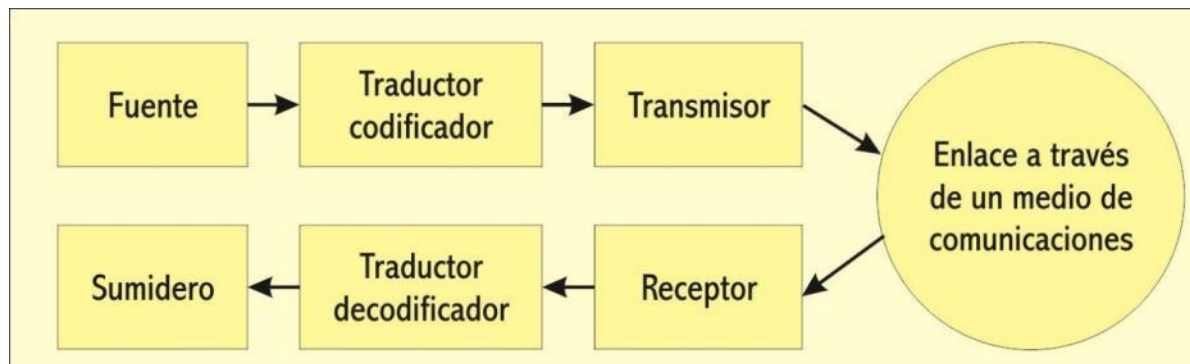 Fuente
Traductor
codificador
Transmisor
Enlace a través
de un medio de
comunicaciones
Sumidero
Traductor
decodificador
Receptor